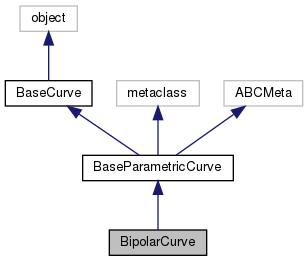 object
BaseCurve
metaclass
ABCMeta
BaseParametricCurve
BipolarCurve